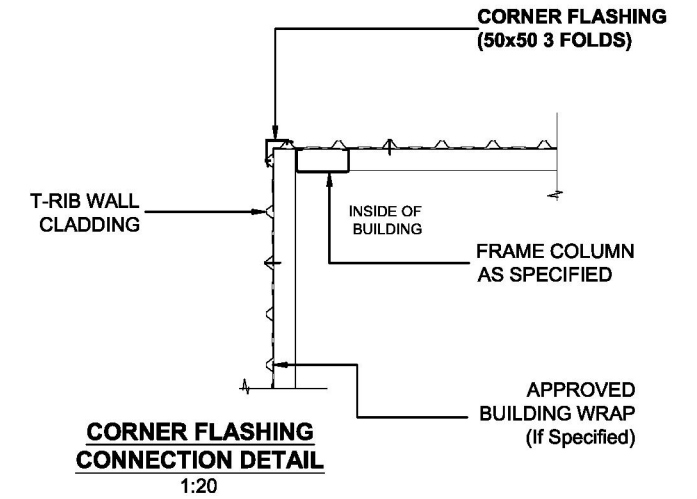 CORNER FLASHING
(50x50 3 FOLDS)
T-RIB WALL
CLADDING
INSIDE OF
BUILDING
FRAME COLUMN
AS SPECIFIED
APPROVED
BUILDING WRAP
(If Specified)
CORNER FLASHING
CONNECTION DETAIL
1:20